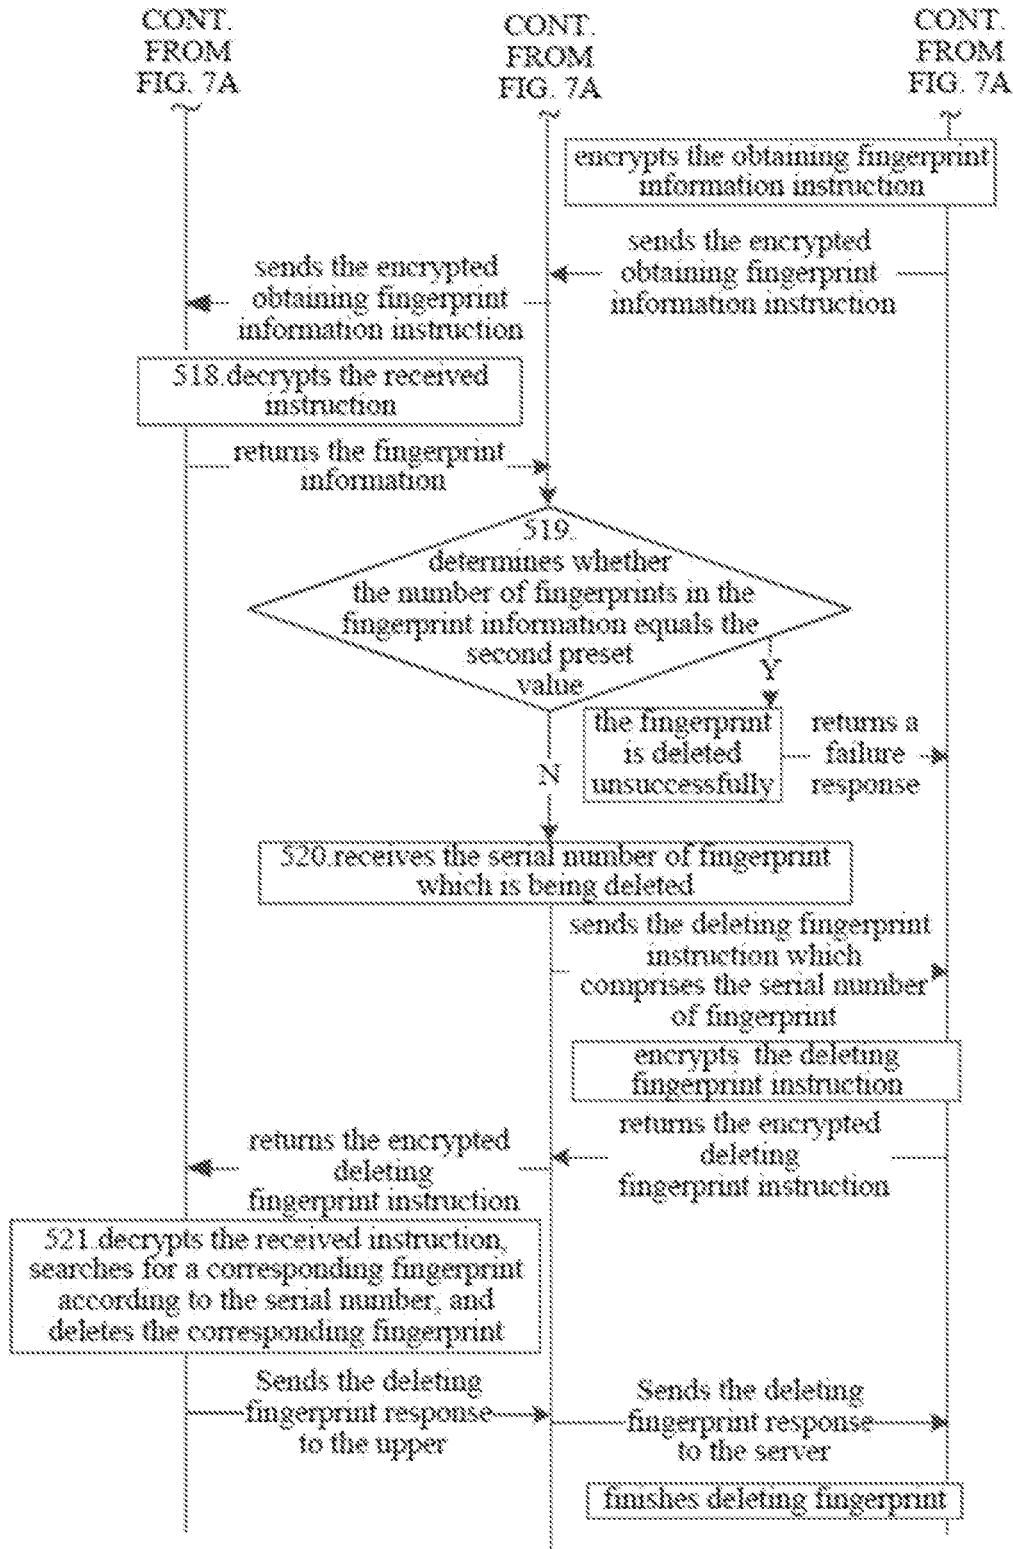 CONT.
FROM
FIG. 7A
CONT.
FROM
FIG. 7A
CONT.
FROM
FIG. 7A
encrypts the obtaining fingerprint
information instruction
sends the encrypted
obtaining fingerprint
information instruction
sends the encrypted
obtaining fingerprint
information instruction
518.decrypts the received
instruction
returns the fingerprint
information
519.
determines whether
the number of fingerprints in the
fingerprint information equals the
second preset
value
Y
the fingerprint
is deleted
unsuccessfully
returns a
failure
response
N
520.receives the serial number of fingerprint
which is being deleted
sends the deleting fingerprint
instruction which
comprises the serial number
of fingerprint
encrypts the deleting
fingerprint instruction
returns the encrypted
deleting
fingerprint instruction
returns the encrypted
deleting
fingerprint instruction
521.decrypts the received instruction,
searches for a corresponding fingerprint
according to the serial number, and
deletes the corresponding fingerprint
Sends the deleting
fingerprint response
to the upper
Sends the deleting
fingerprint response
to the server
finishes deleting fingerprint